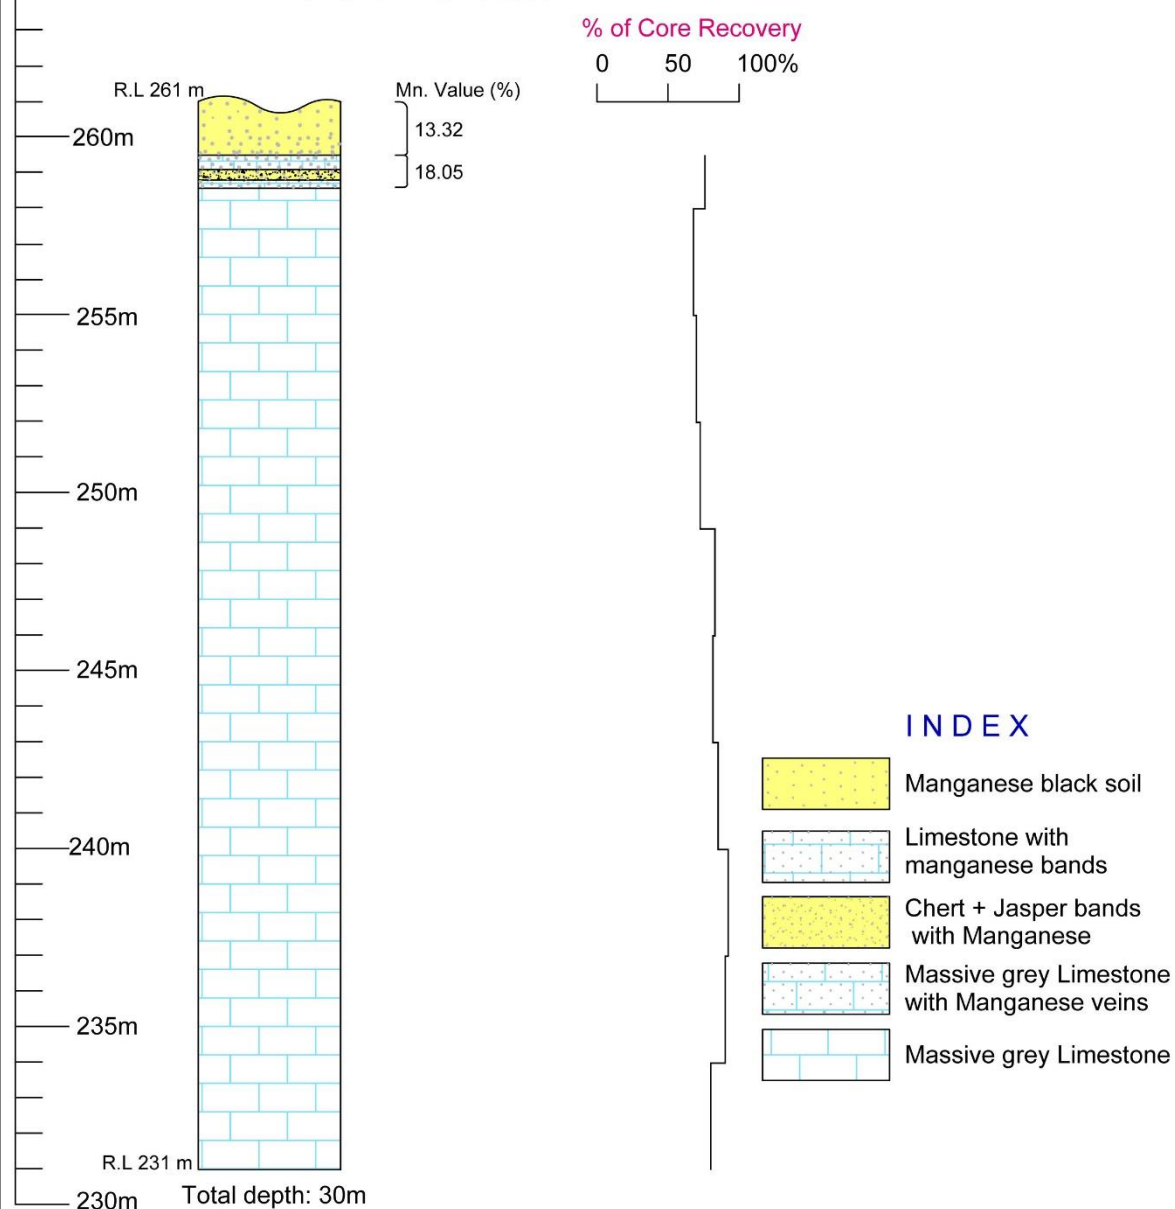 % of Core Recovery
0 50 100%
R.L 261 m
Mn. Value (%)
13.32
18.05
260m
255m
250m
245m
240m
235m
230m
R.L 231 m
Total depth: 30m
INDEX
Manganese black soil
Limestone with
manganese bands
Chert + Jasper bands
with Manganese
Massive grey Limestone
with Manganese veins
Massive grey Limestone